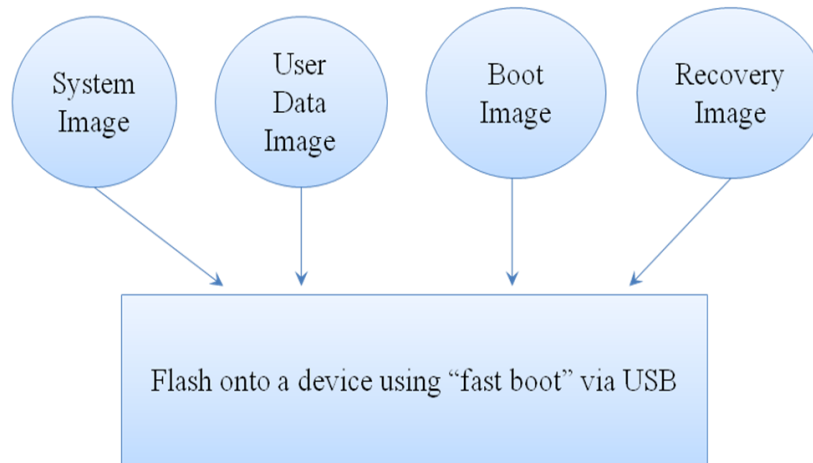 System
Image
User
Data
Image
Boot
Image
Recovery
Image
Flash onto a device using “fast boot” via USB